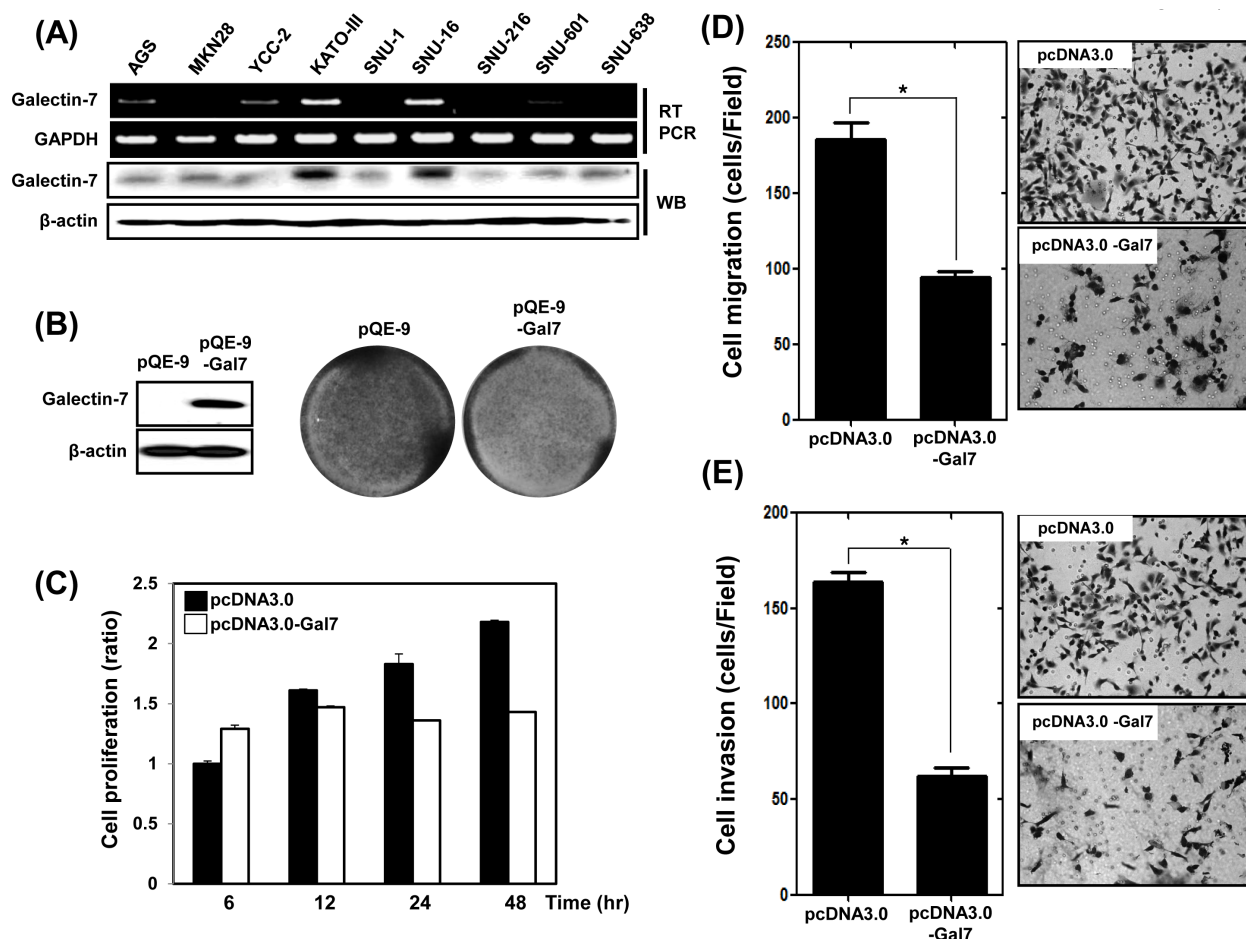 (A)
AGS
MKN28
YCC-2
KATO-III
SNU-1
SNU-16
SNU-216
SNU-601
SNU-638
Galectin-7
GAPDH
RT
PCR
Galectin-7
β-actin
WB
(B)
pQE-9
pQE-9
-Gal7
Galectin-7
β-actin
pQE-9
pQE-9
-Gal7
(C)
Cell proliferation (ratio)
2.5
2
1.5
1
0.5
0
pcDNA3.0
pcDNA3.0-Gal7
6
12
24
48
Time (hr)
(D)
Cell migration (cells/Field)
250
200
150
100
50
0
*
pcDNA3.0
pcDNA3.0
-Gal7
pcDNA3.0
pcDNA3.0 -Gal7
(E)
Cell invasion (cells/Field)
200
150
100
50
0
*
pcDNA3.0
pcDNA3.0
-Gal7
pcDNA3.0
pcDNA3.0 -Gal7